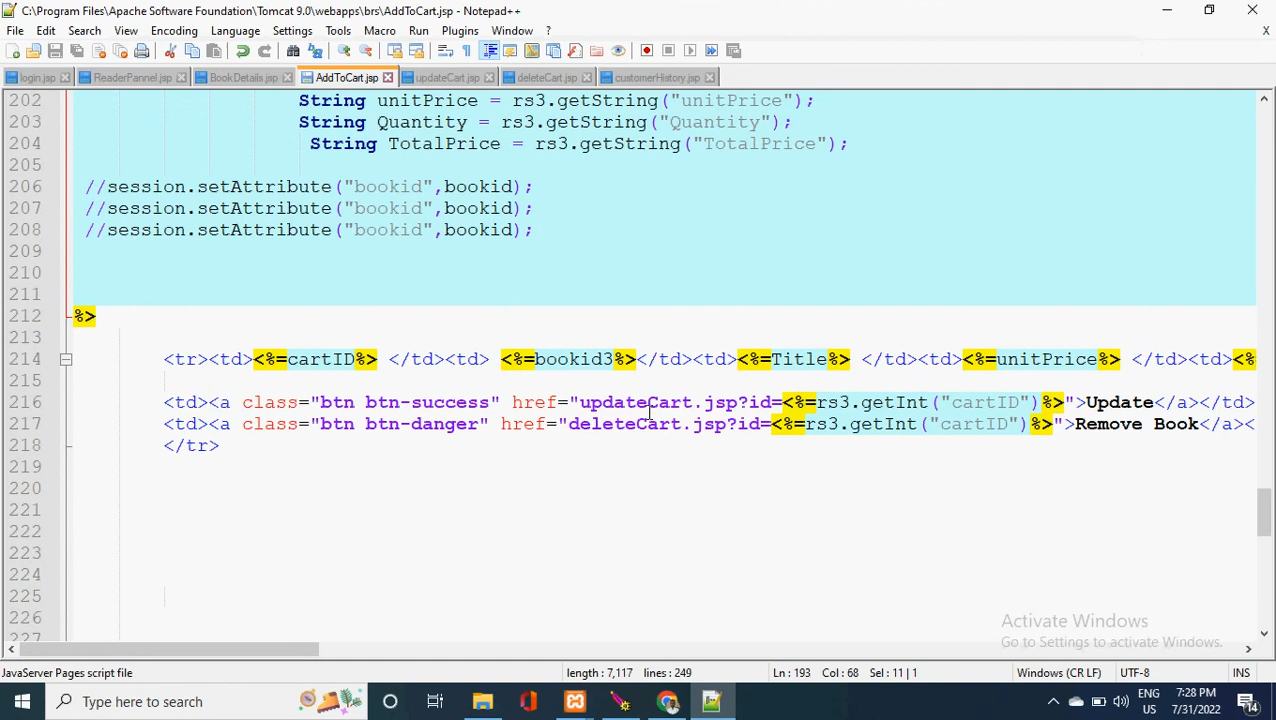 C:\Program Files\Apache Software Foundation\Tomcat 9.0\webapps\brs\AddToCart.jsp - Notepad++
File Edit Search View Encoding Language Settings Tools Macro Run Plugins Window ? X
login.jsp ReaderPannel.jsp BookDetails.jsp AddToCart.jsp updateCart.jsp deleteCart.jsp customerHistory.jsp
202 String unitPrice = rs3.getString("unitPrice");
203 String Quantity = rs3.getString("Quantity");
204 String TotalPrice = rs3.getString("TotalPrice");
205
206 //session.setAttribute("bookid",bookid);
207 //session.setAttribute("bookid",bookid);
208 //session.setAttribute("bookid",bookid);
209
210
211
212 %>
213
214 <tr><td><%=cartID%> </td><td> <%=bookid3%></td><td><%=Title%> </td><td><%=unitPrice%> </td><td><%
215
216 <td><a class="btn btn-success" href="updateCart.jsp?id=<%=rs3.getInt("cartID")%>">Update</a></td>
217 <td><a class="btn btn-danger" href="deleteCart.jsp?id=<%=rs3.getInt("cartID")%>">Remove Book</a><
218 </tr>
219
220
221
222
223
224
225
226
227
Activate Windows
Go to Settings to activate Windows.
JavaServer Pages script file length : 7,117 lines : 249 Ln : 193 Col : 68 Sel : 11 | 1 Windows (CR LF) UTF-8 INS
Type here to search
ENG
US
7:28 PM
7/31/2022
14